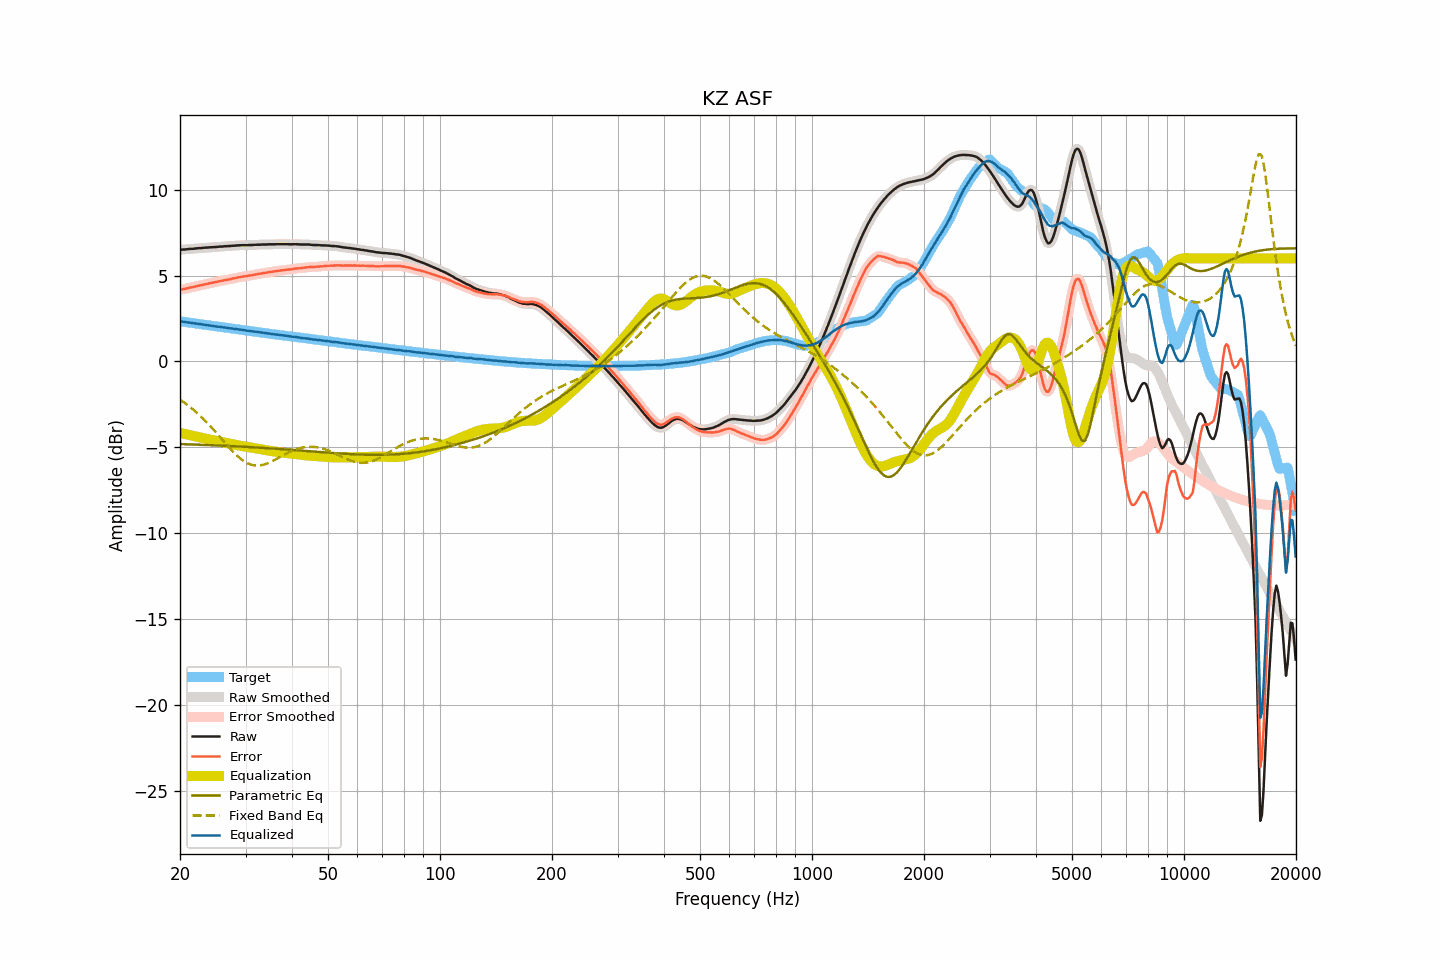 KZ ASF
10
5
0
−5
−10
−15
−20
−25
Amplitude (dBr)
Target
Raw Smoothed
Error Smoothed
Raw
Error
Equalization
Parametric Eq
Fixed Band Eq
Equalized
20 50 100 200 500 1000 2000 5000 10000 20000
Frequency (Hz)